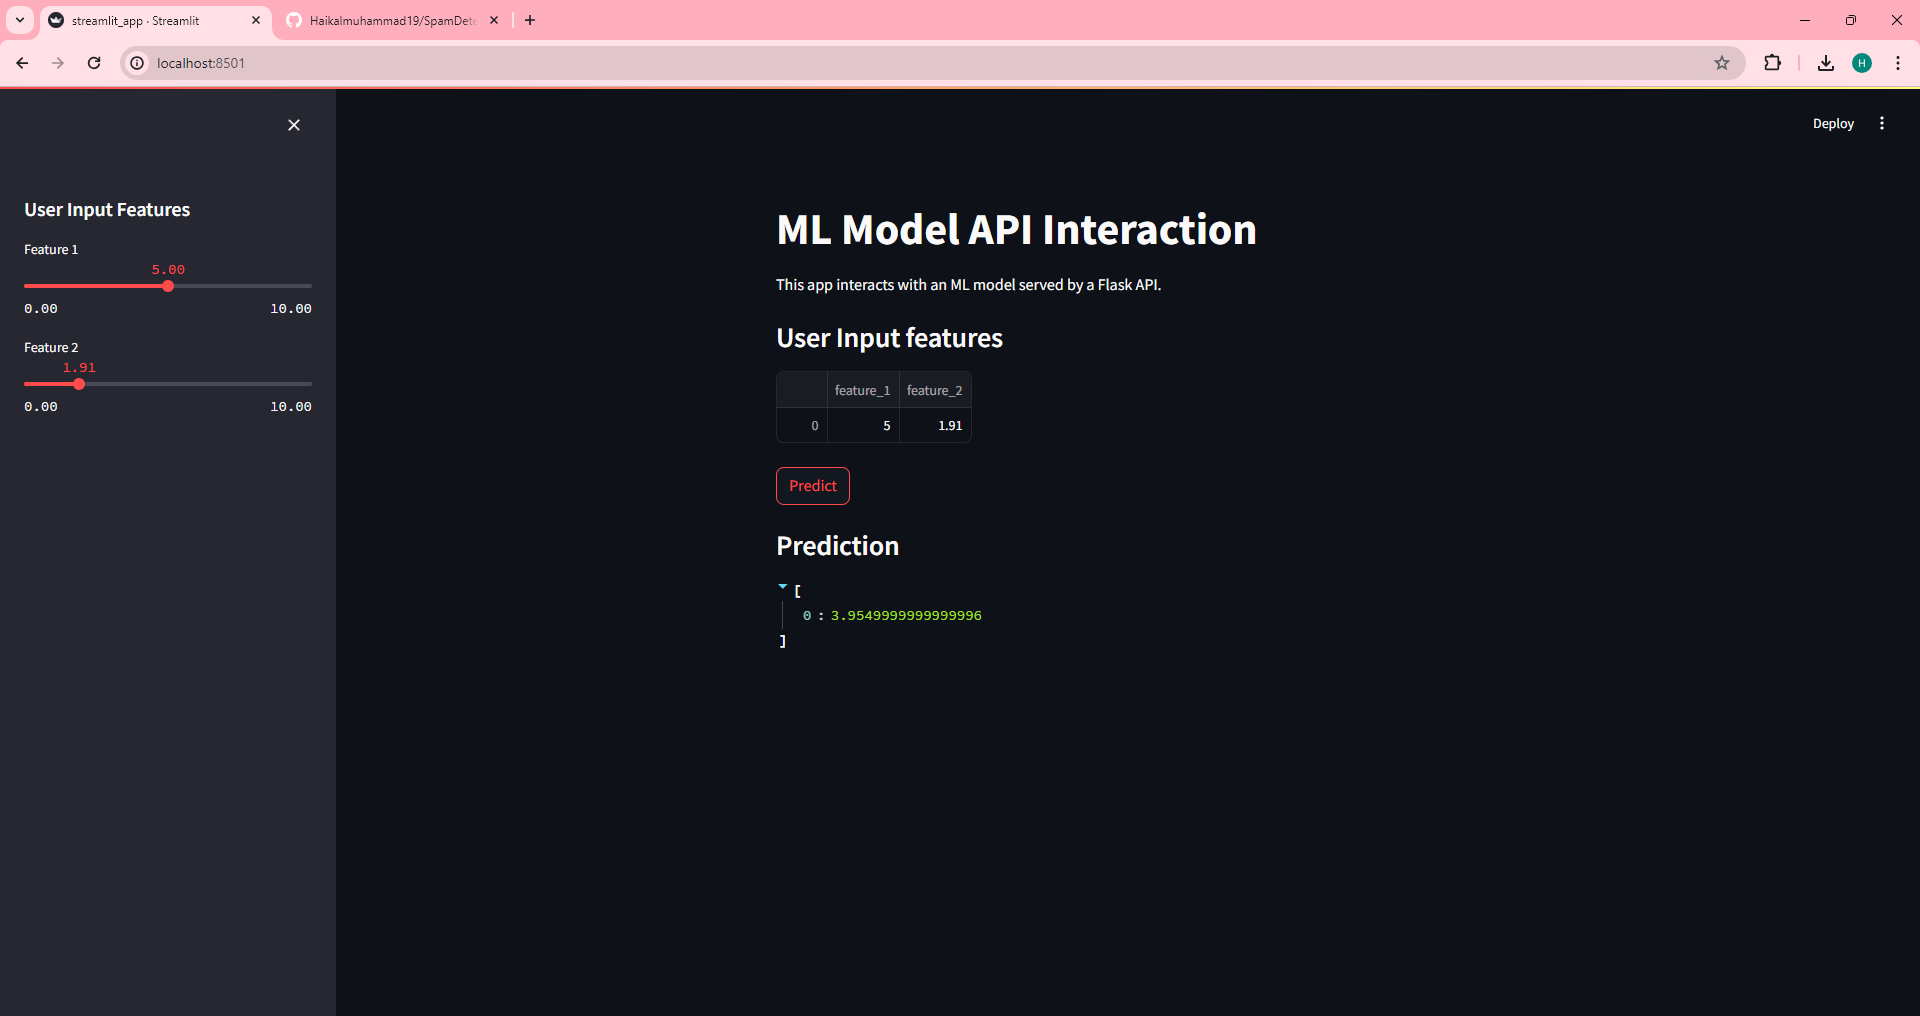 streamlit_app · Streamlit
Haikalmuhammad19/SpamDete
localhost:8501
H
Deploy
User Input Features
Feature 1
5.00
0.00 10.00
Feature 2
1.91
0.00 10.00
ML Model API Interaction
This app interacts with an ML model served by a Flask API.
User Input features
feature_1 feature_2
0 5 1.91
Predict
Prediction
[
0 : 3.9549999999999996
]